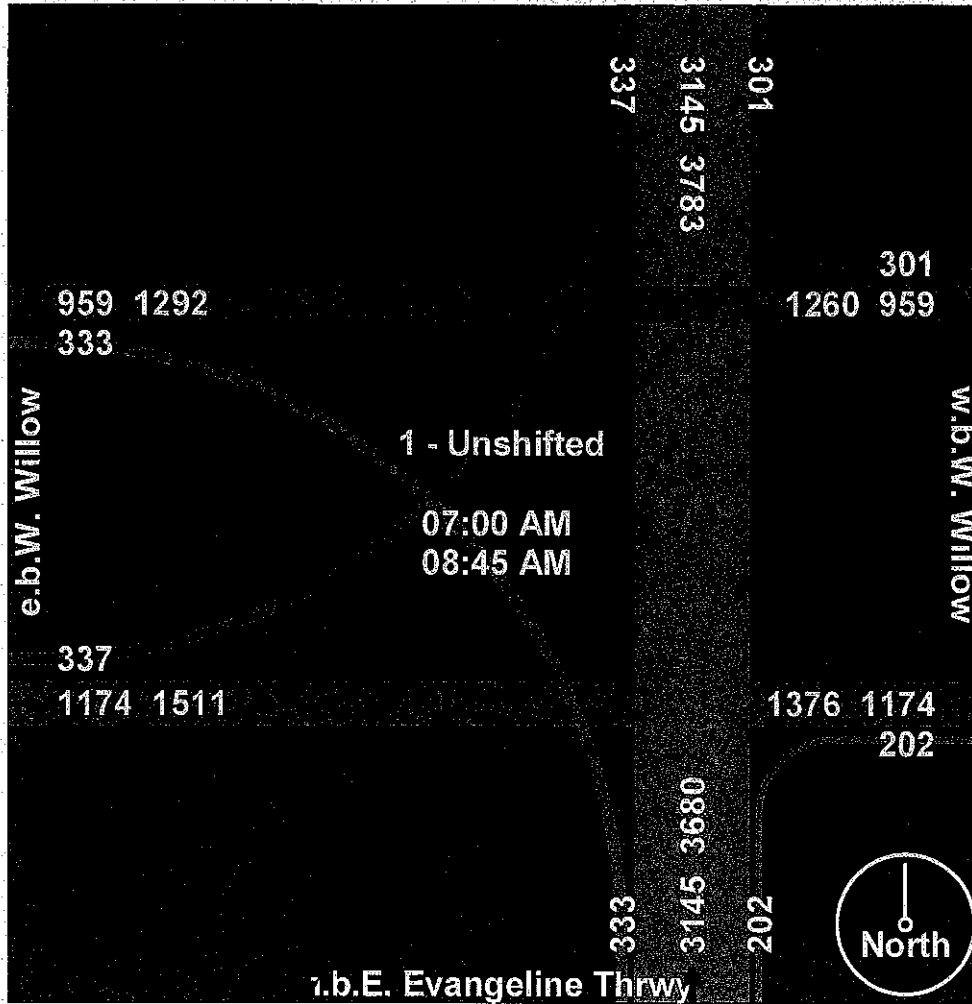 337 3145 3783 301
301
959 1292
1260 959
333
e.b.W. Willow
w.b.W. Willow
1 - Unshifted
07:00 AM
08:45 AM
337
1174 1511
1376 1174
202
333 3145 3680 202
North
.b.E. Evangeline Thrwy